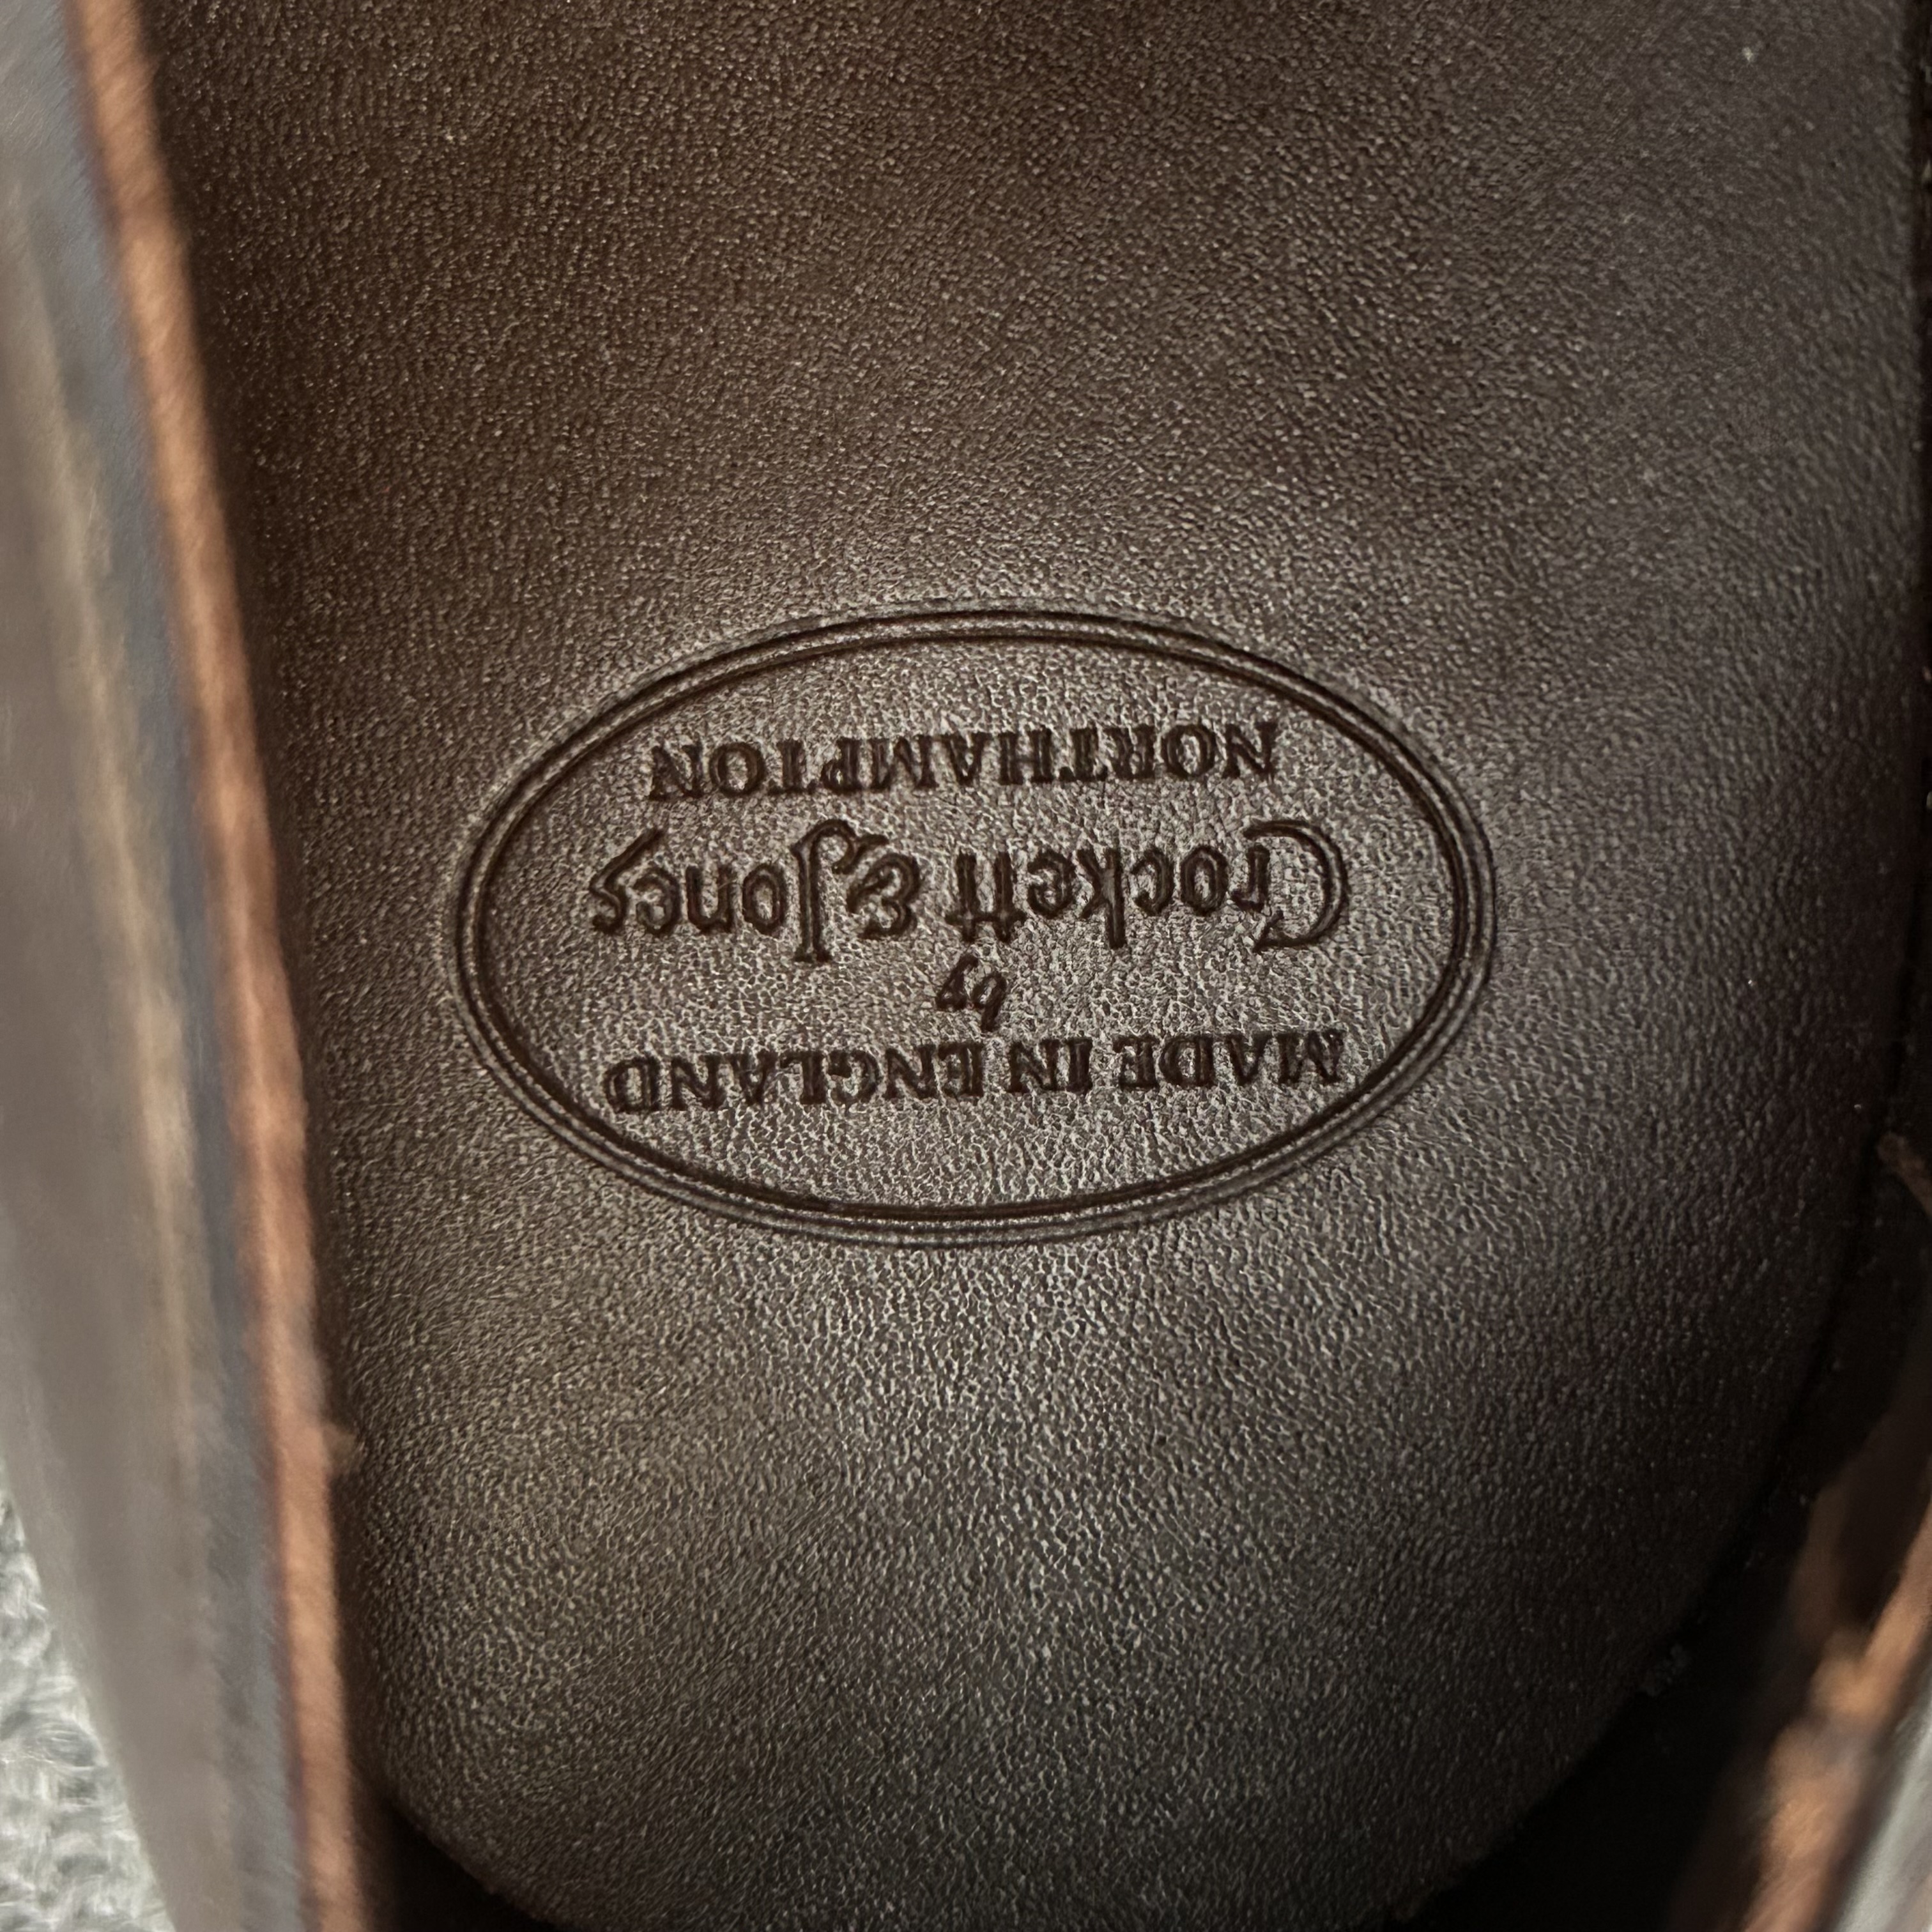 MADE IN ENGLAND
by
Crockett & Jones
NORTHAMPTON